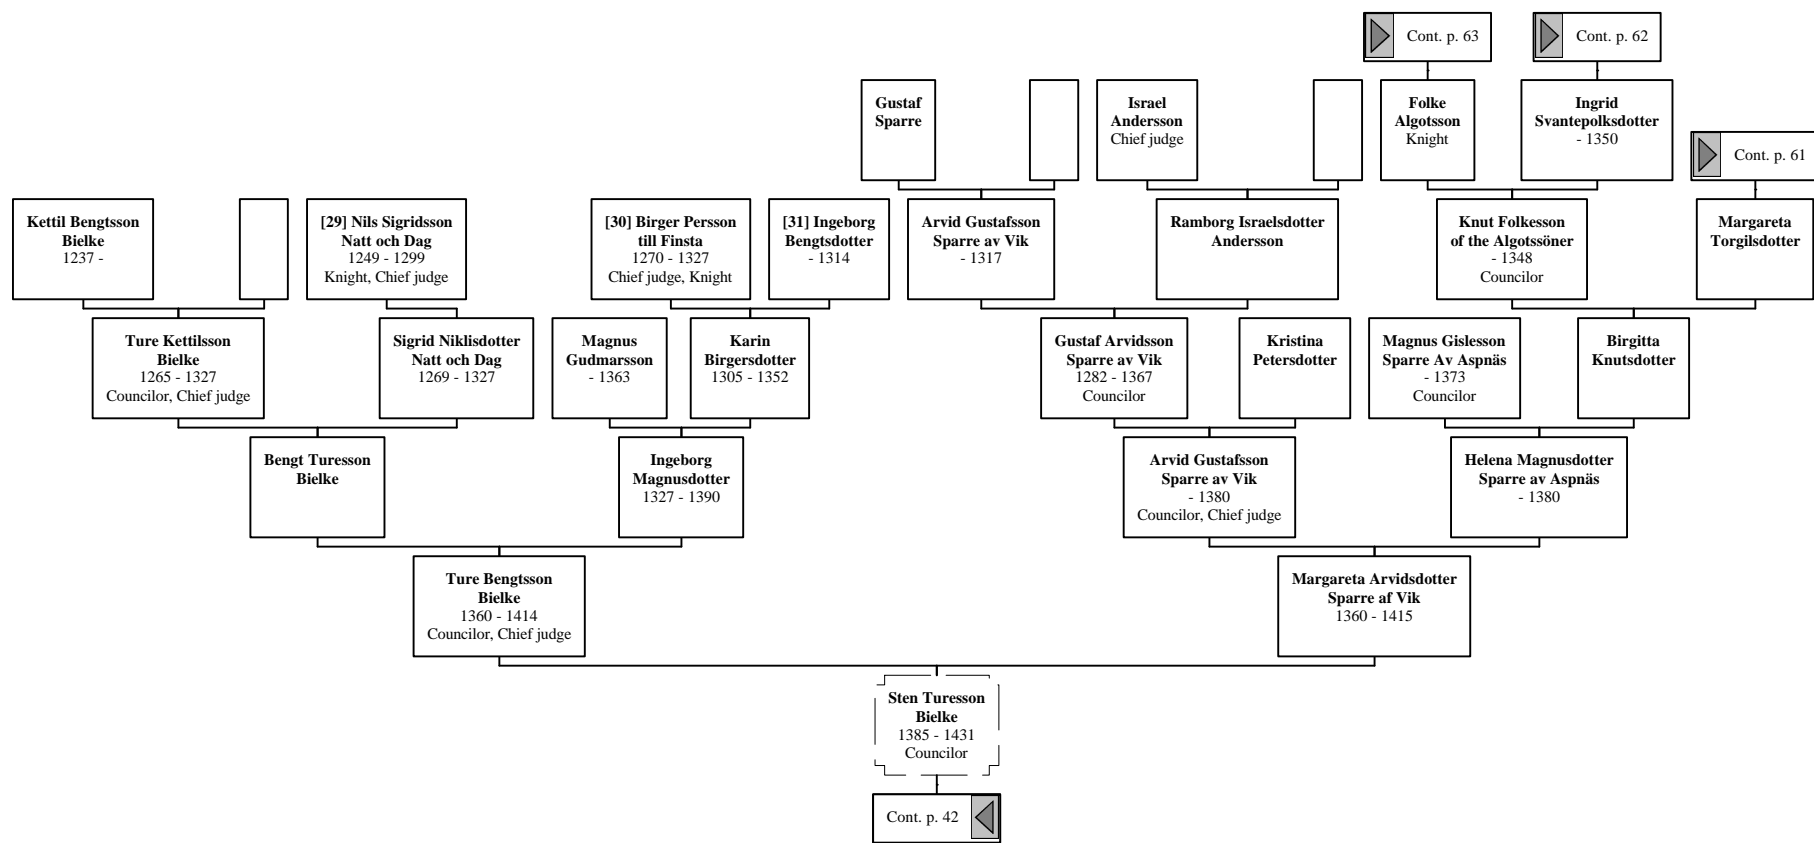 Cont. p. 63
Cont. p. 62
Gustaf
Sparre
Israel
Andersson
Chief judge
Folke
Algotsson
Knight
Ingrid
Svantepolksdotter
- 1350
Cont. p. 61
Kettil Bengtsson
Bielke
1237 -
[29] Nils Sigridsson
Natt och Dag
1249 - 1299
Knight, Chief judge
[30] Birger Persson
till Finsta
1270 - 1327
Chief judge, Knight
[31] Ingeborg
Bengtsdotter
- 1314
Arvid Gustafsson
Sparre av Vik
- 1317
Ramborg Israelsdotter
Andersson
Knut Folkesson
of the Algotssöner
- 1348
Councilor
Margareta
Torgilsdotter
Ture Kettilsson
Bielke
1265 - 1327
Councilor, Chief judge
Sigrid Niklisdotter
Natt och Dag
1269 - 1327
Magnus
Gudmarsson
- 1363
Karin
Birgersdotter
1305 - 1352
Gustaf Arvidsson
Sparre av Vik
1282 - 1367
Councilor
Kristina
Petersdotter
Magnus Gislesson
Sparre Av Aspnäs
- 1373
Councilor
Birgitta
Knutsdotter
Bengt Turesson
Bielke
Ingeborg
Magnusdotter
1327 - 1390
Arvid Gustafsson
Sparre av Vik
- 1380
Councilor, Chief judge
Helena Magnusdotter
Sparre av Aspnäs
- 1380
Ture Bengtsson
Bielke
1360 - 1414
Councilor, Chief judge
Margareta Arvidsdotter
Sparre af Vik
1360 - 1415
Sten Turesson
Bielke
1385 - 1431
Councilor
Cont. p. 42